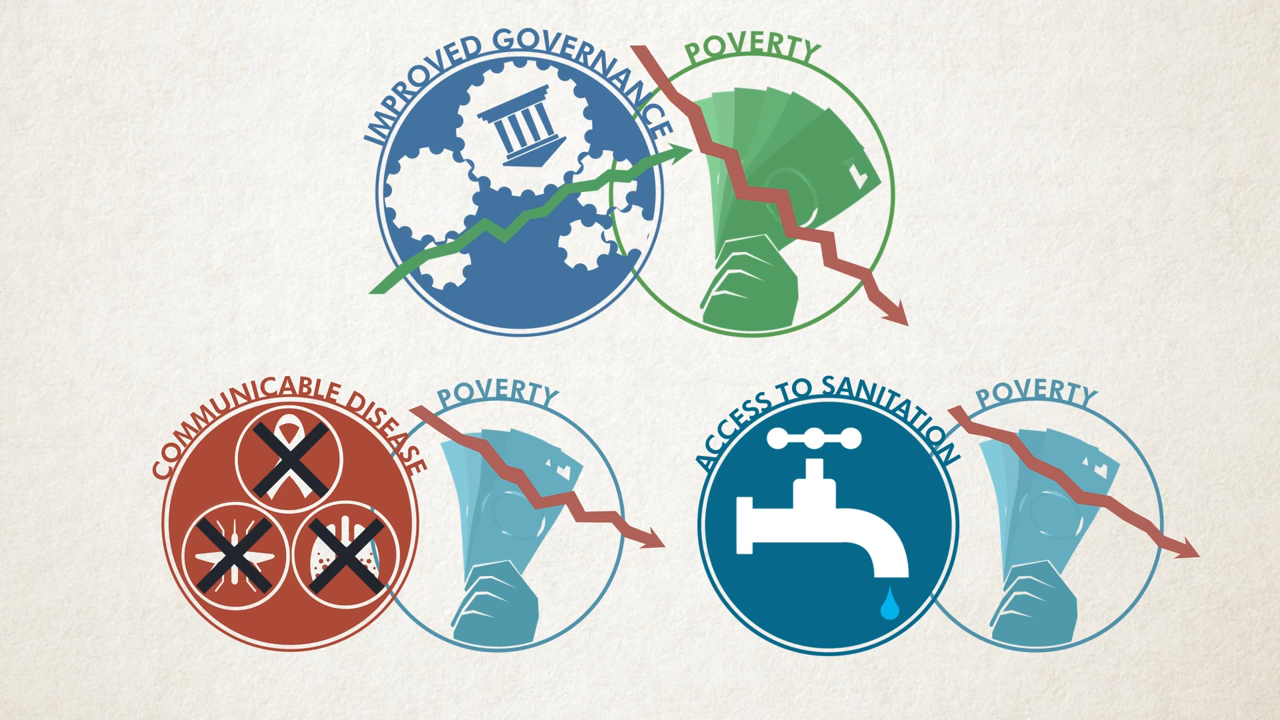 IMPROVED GOVERNANCE
POVERTY
COMMUNICABLE DISEASE
POVERTY
ACCESS TO SANITATION
POVERTY